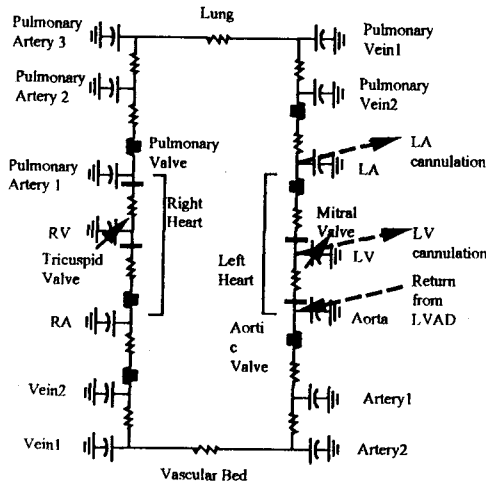 Lung
Pulmonary
Artery 3
Pulmonary
Vein1
Pulmonary
Artery 2
Pulmonary
Vein2
Pulmonary
Valve
LA
cannulation
Pulmonary
Artery 1
LA
Right
Heart
Mitral
Valve
RV
LV
cannulation
Tricuspid
Valve
Left
Heart
LV
Return
from
LVAD
RA
Aorta
Aorti
c
Valve
Vein2
Artery1
Vein1
Artery2
Vascular Bed